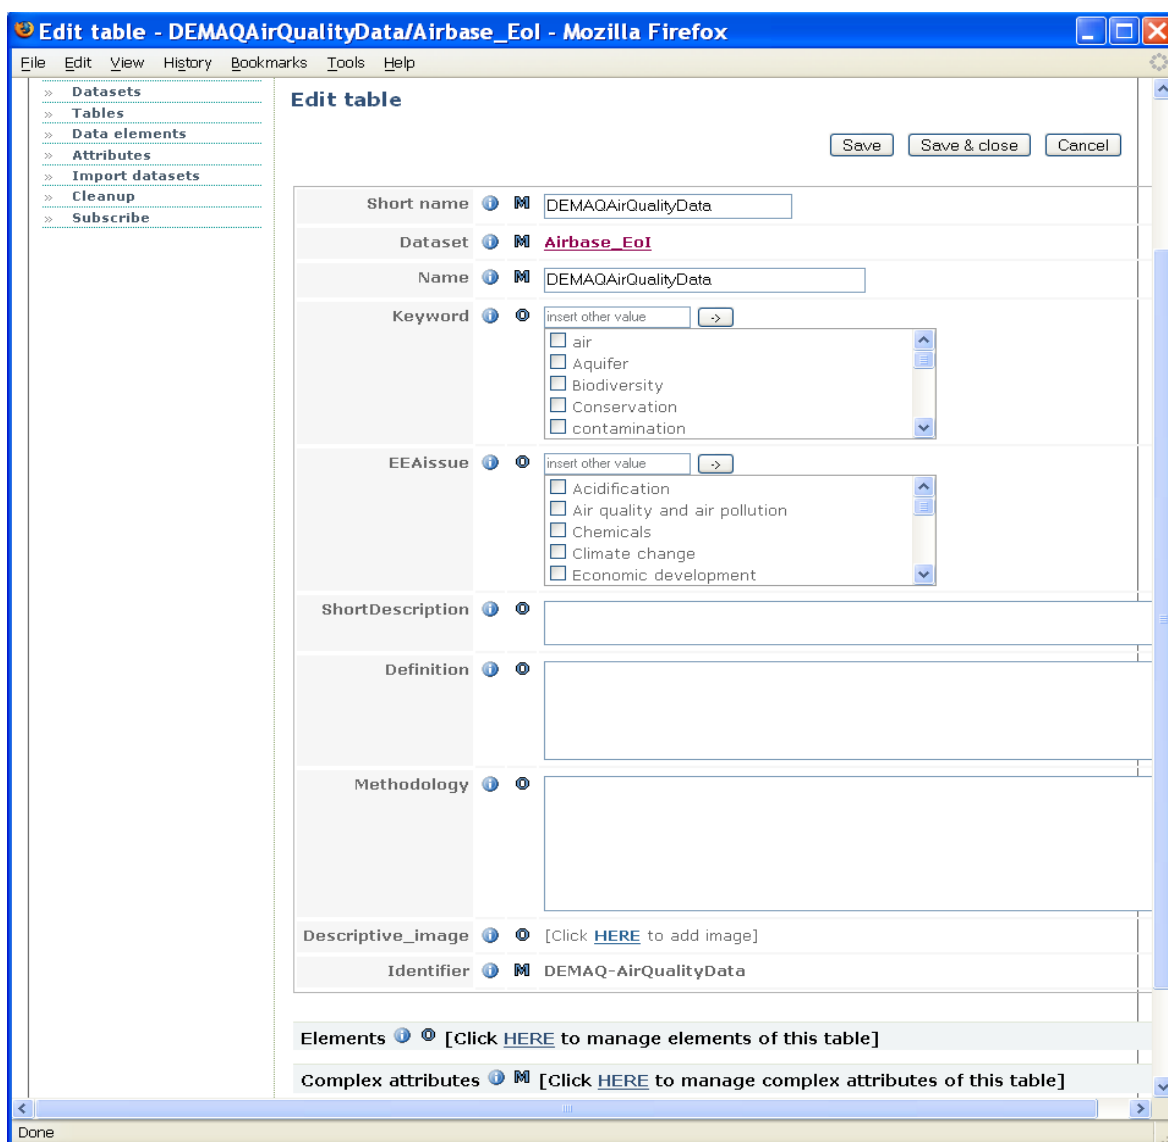 Edit table - DEMAQAirQualityData/Airbase_EoI - Mozilla Firefox
File Edit View History Bookmarks Tools Help
» Datasets
» Tables
» Data elements
» Attributes
» Import datasets
» Cleanup
» Subscribe
Edit table
Save Save & close Cancel
Short name i M DEMAQAirQualityData
Dataset i M Airbase_EoI
Name i M DEMAQAirQualityData
Keyword i O insert other value ->
air
Aquifer
Biodiversity
Conservation
contamination
EEAissue i O insert other value ->
Acidification
Air quality and air pollution
Chemicals
Climate change
Economic development
ShortDescription i O
Definition i O
Methodology i O
Descriptive_image i O [Click HERE to add image]
Identifier i M DEMAQ-AirQualityData
Elements i O [Click HERE to manage elements of this table]
Complex attributes i M [Click HERE to manage complex attributes of this table]
Done